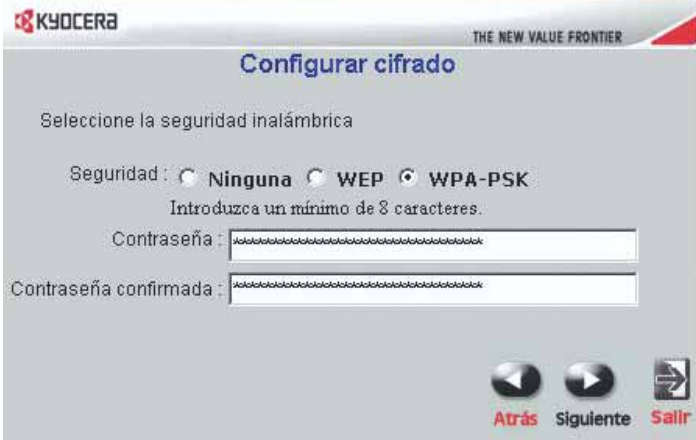 KYOCERA
THE NEW VALUE FRONTIER
Configurar cifrado
Seleccione la seguridad inalámbrica
Seguridad : Ninguna WEP WPA-PSK
Introduzca un mínimo de 8 caracteres.
Contraseña : **********************************
Contraseña confirmada : **********************************
Atrás Siguiente Salir